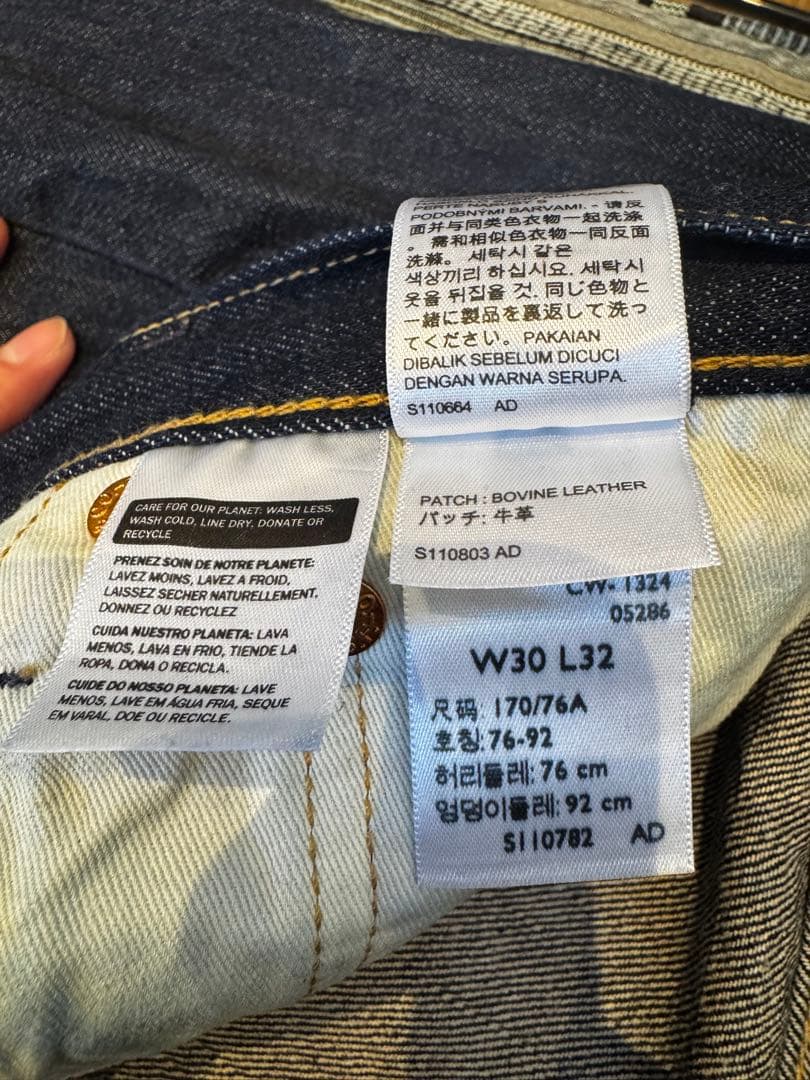 PODOBNÝMI BARVAMI. - 请反
面并与同类色衣物一起洗涤
。需和相似色衣物一同反面
洗滌。세탁시 같은
색상끼리 하십시요. 세탁시
옷을 뒤집을 것. 同じ色物と
一緒に製品を裏返して洗っ
てください。PAKAIAN
DIBALIK SEBELUM DICUCI
DENGAN WARNA SERUPA.
S110664 AD
PATCH : BOVINE LEATHER
パッチ: 牛革
S110803 AD
CW- 1324
05286
W30 L32
尺码: 170/76A
호칭: 76-92
허리둘레: 76 cm
엉덩이둘레: 92 cm
S110782 AD
CARE FOR OUR PLANET: WASH LESS,
WASH COLD, LINE DRY, DONATE OR
RECYCLE
PRENEZ SOIN DE NOTRE PLANETE:
LAVEZ MOINS, LAVEZ A FROID,
LAISSEZ SECHER NATURELLEMENT.
DONNEZ OU RECYCLEZ
CUIDA NUESTRO PLANETA: LAVA
MENOS, LAVA EN FRIO, TIENDE LA
ROPA, DONA O RECICLA.
CUIDE DO NOSSO PLANETA: LAVE
MENOS, LAVE EM ÁGUA FRIA, SEQUE
EM VARAL, DOE OU RECICLE.